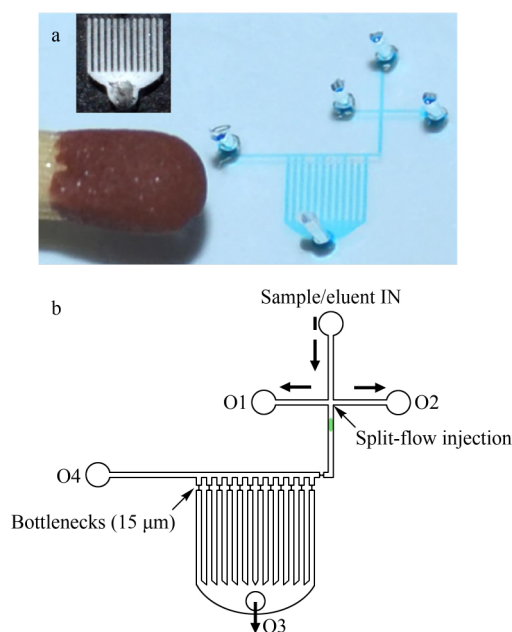 a
b
Sample/eluent IN
O1
O2
Split-flow injection
O4
Bottlenecks (15 μm)
O3